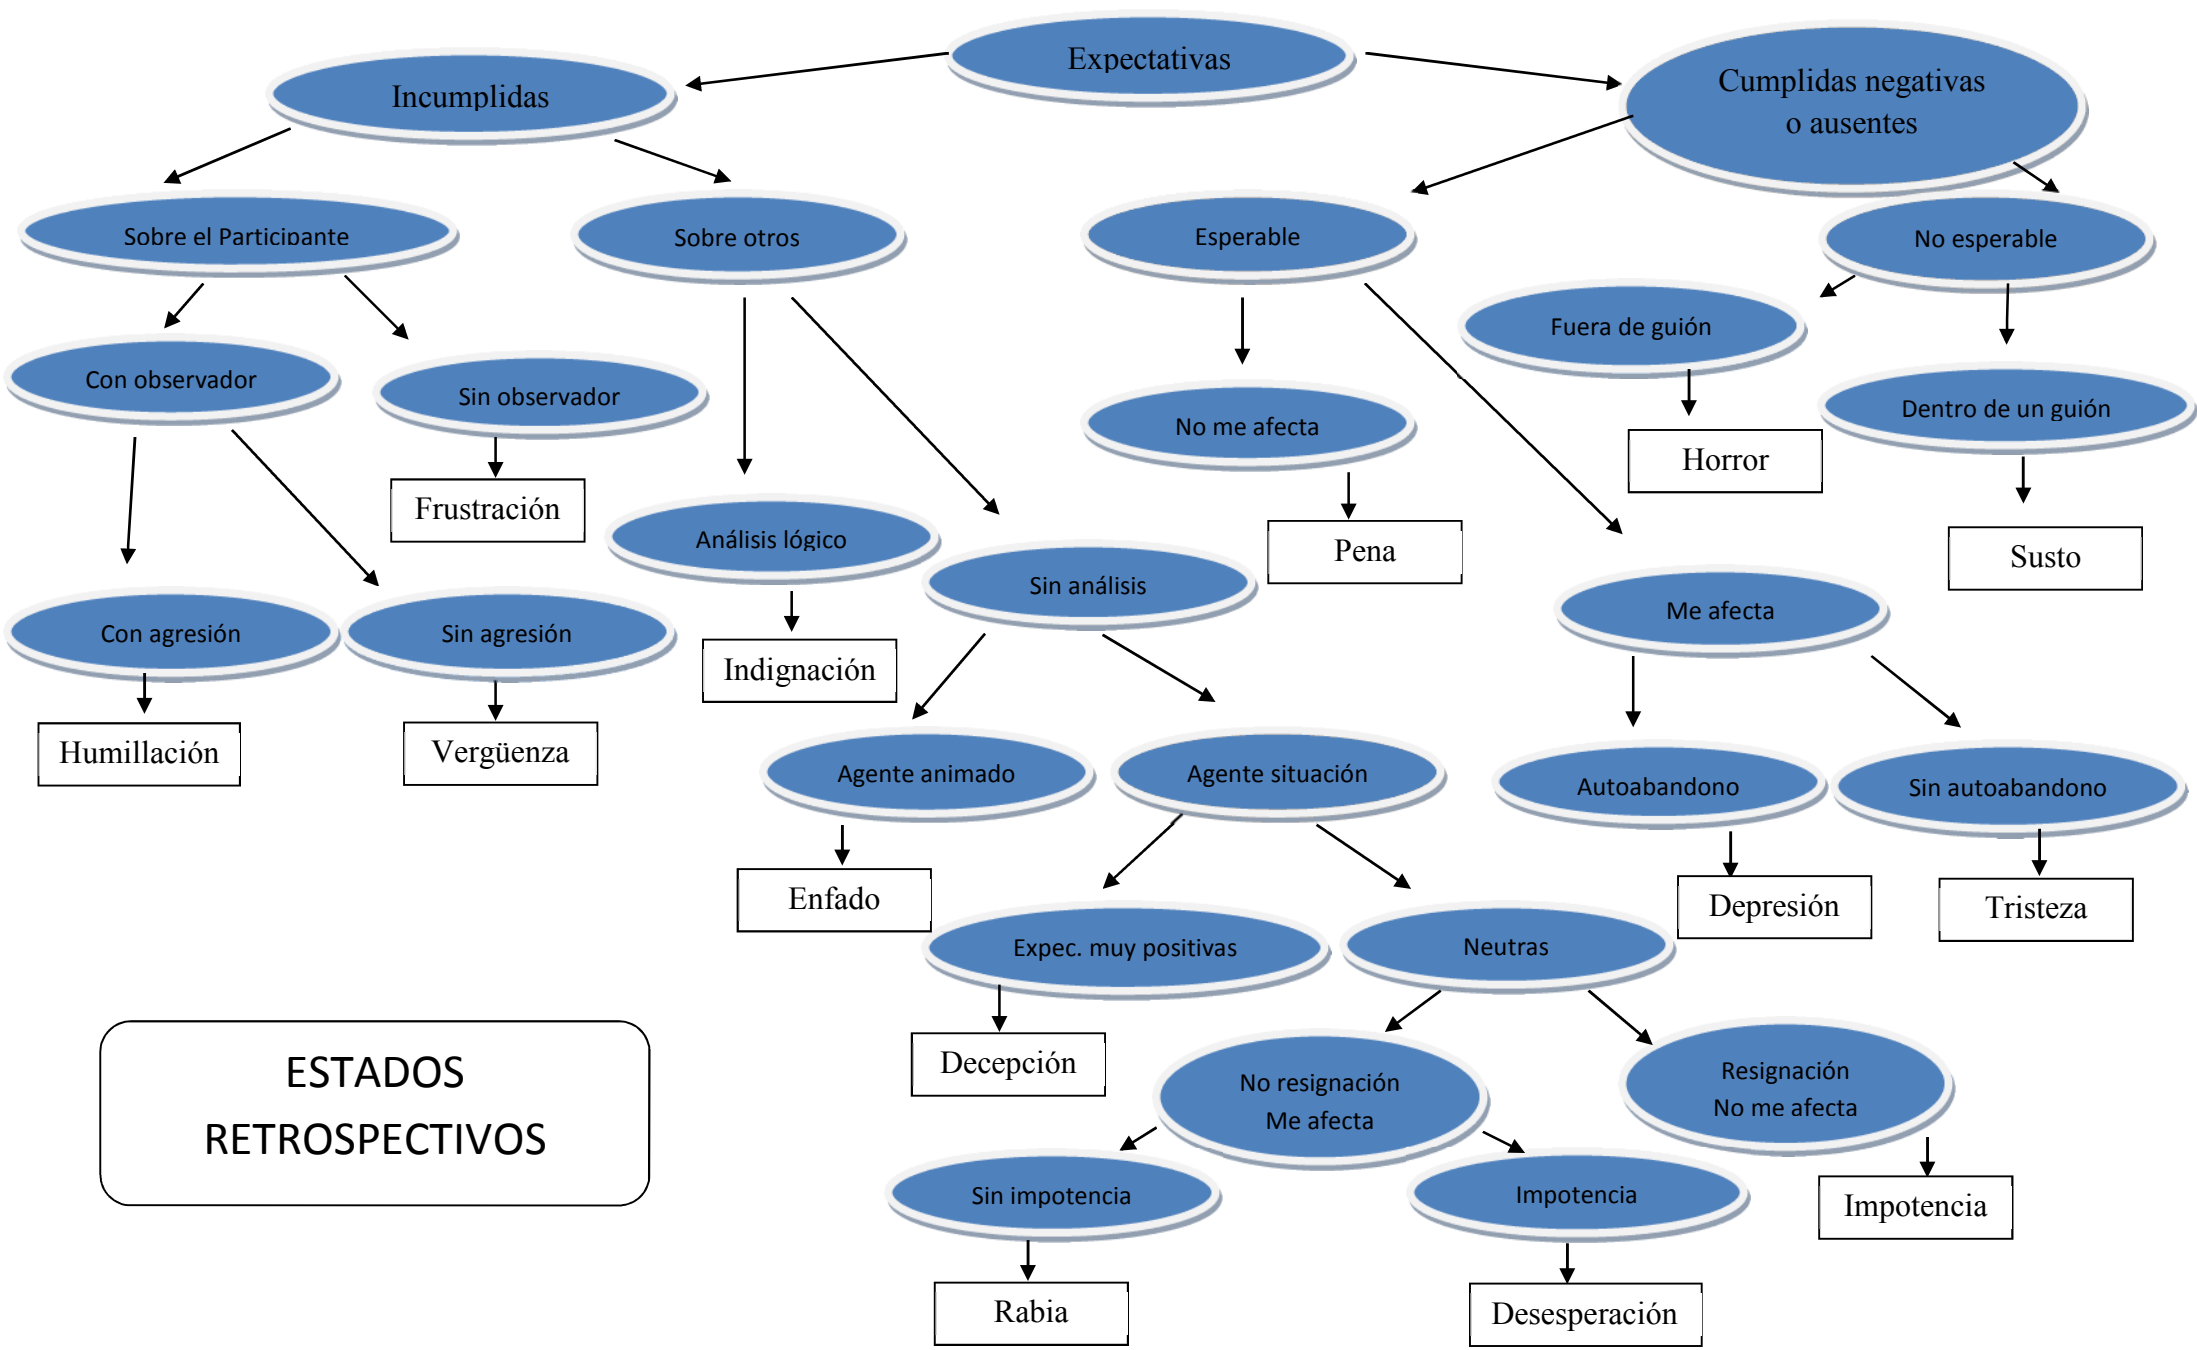 Expectativas
Incumplidas
Cumplidas negativas
o ausentes
Sobre el Participante
Sobre otros
Esperable
No esperable
Fuera de guión
Con observador
Sin observador
No me afecta
Dentro de un guión
Horror
Frustración
Análisis lógico
Pena
Susto
Sin análisis
Me afecta
Con agresión
Sin agresión
Indignación
Humillación
Vergüenza
Agente animado
Agente situación
Autoabandono
Sin autoabandono
Enfado
Depresión
Tristeza
Expec. muy positivas
Neutras
Decepción
No resignación
Me afecta
Resignación
No me afecta
ESTADOS
RETROSPECTIVOS
Sin impotencia
Impotencia
Impotencia
Rabia
Desesperación